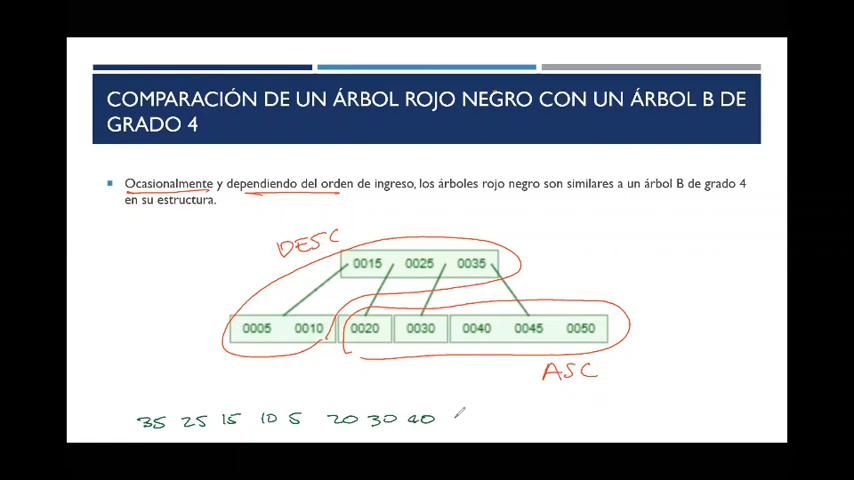 COMPARACIÓN DE UN ÁRBOL ROJO NEGRO CON UN ÁRBOL B DE
GRADO 4
Ocasionalmente y dependiendo del orden de ingreso, los árboles rojo negro son similares a un árbol B de grado 4
en su estructura.
DESC
0015 0025 0035
0005 0010 0020 0030 0040 0045 0050
ASC
35 25 15 10 5 20 30 40